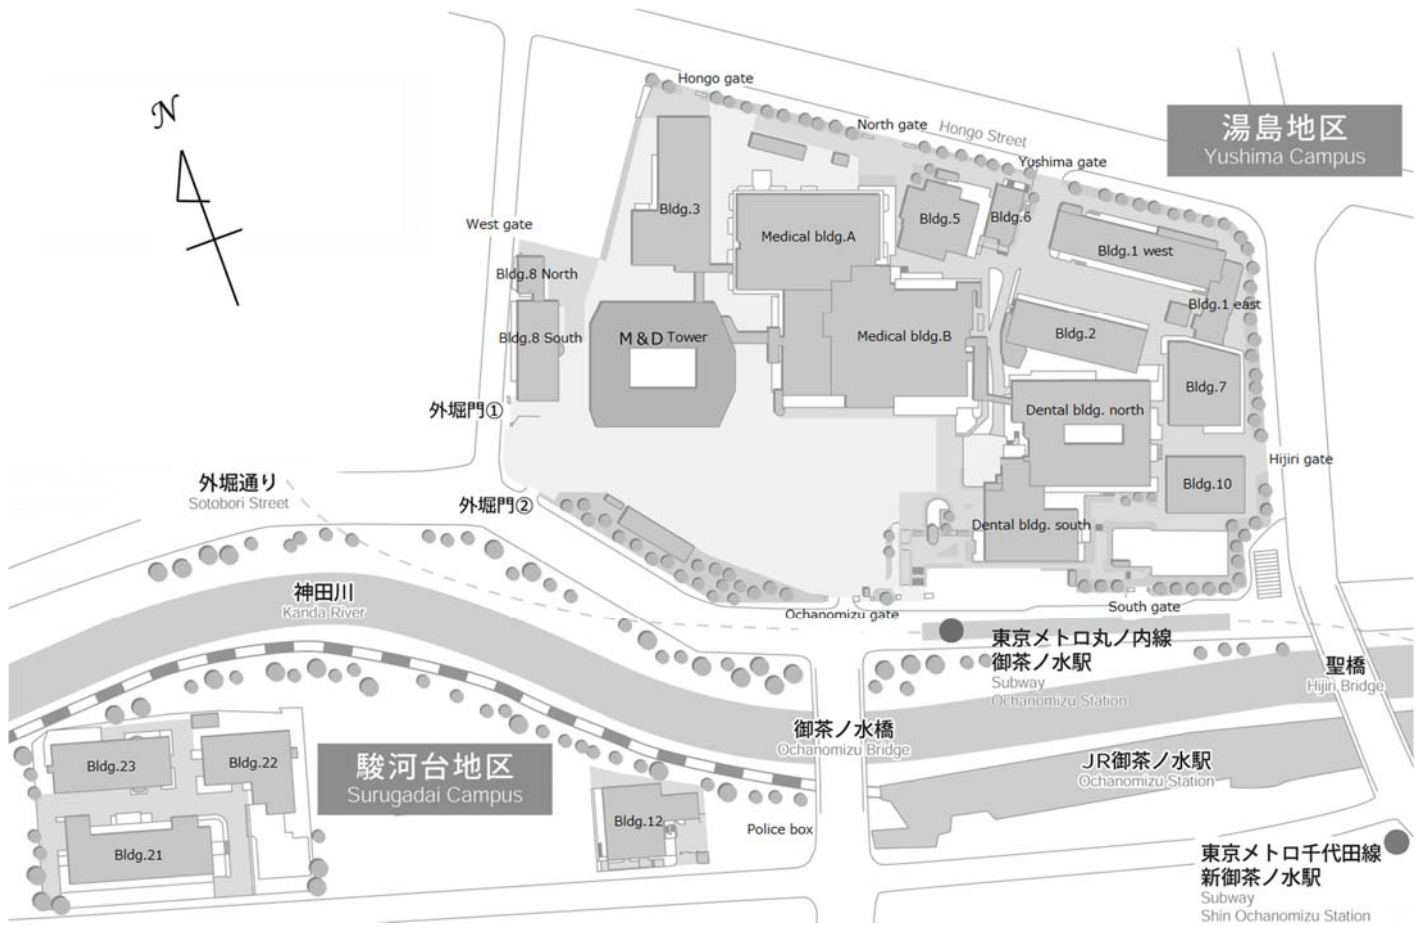 N
Hongo gate
North gate
Hongo Street
Yushima gate
湯島地区
Yushima Campus
West gate
Bldg.3
Medical bldg.A
Bldg.5
Bldg.6
Bldg.1 west
Bldg.8 North
Bldg.1 east
Bldg.8 South
M&D Tower
Medical bldg.B
Bldg.2
Bldg.7
外堀門①
Dental bldg. north
Hijiri gate
外堀通り
Sotobori Street
外堀門②
Bldg.10
Dental bldg. south
神田川
Kanda River
Ochanomizu gate
South gate
東京メトロ丸ノ内線
御茶ノ水駅
Subway
Ochanomizu Station
聖橋
Hijiri Bridge
御茶ノ水橋
Ochanomizu Bridge
JR御茶ノ水駅
Ochanomizu Station
Bldg.23
Bldg.22
駿河台地区
Surugadai Campus
Bldg.12
Police box
Bldg.21
東京メトロ千代田線
新御茶ノ水駅
Subway
Shin Ochanomizu Station